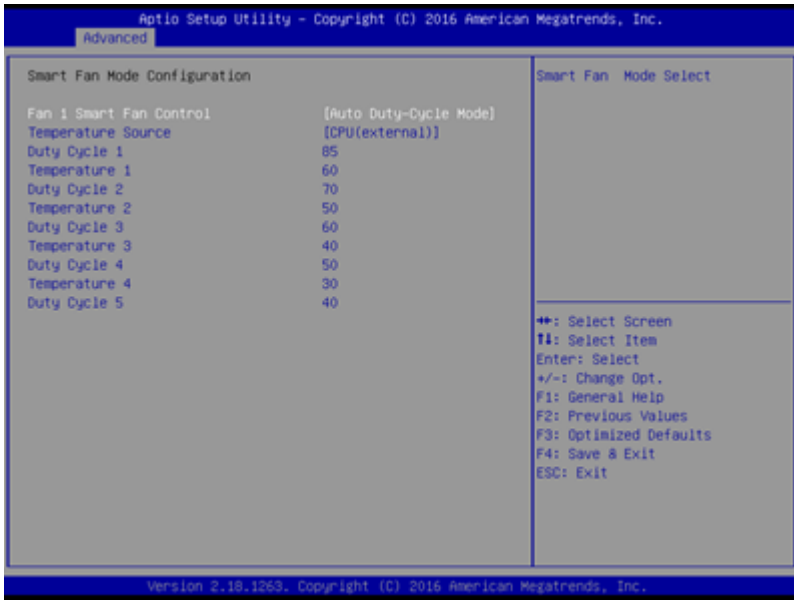 Aptio Setup Utility – Copyright (C) 2016 American Megatrends, Inc.
Advanced
Smart Fan Mode Configuration
Fan 1 Smart Fan Control [Auto Duty-Cycle Mode]
Temperature Source [CPU(external)]
Duty Cycle 1 85
Temperature 1 60
Duty Cycle 2 70
Temperature 2 50
Duty Cycle 3 60
Temperature 3 40
Duty Cycle 4 50
Temperature 4 30
Duty Cycle 5 40
Smart Fan Mode Select
→←: Select Screen
↑↓: Select Item
Enter: Select
+/-: Change Opt.
F1: General Help
F2: Previous Values
F3: Optimized Defaults
F4: Save & Exit
ESC: Exit
Version 2.18.1263. Copyright (C) 2016 American Megatrends, Inc.